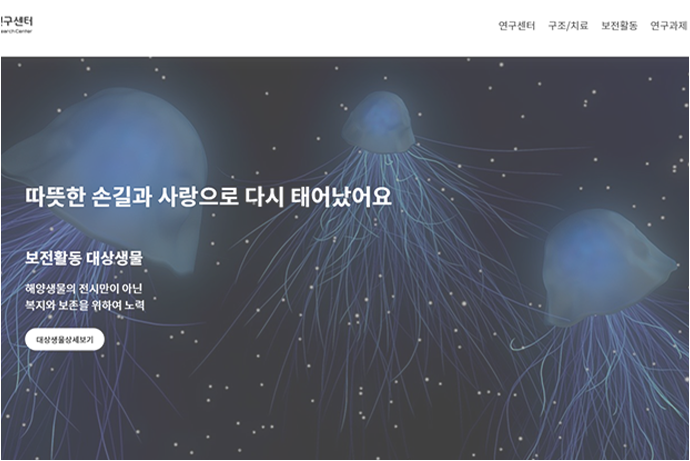 연구센터
search Center
연구센터 구조/치료 보전활동 연구과제
따뜻한 손길과 사랑으로 다시 태어났어요
보전활동 대상생물
해양생물의 전시만이 아닌
복지와 보존을 위하여 노력
대상생물상세보기